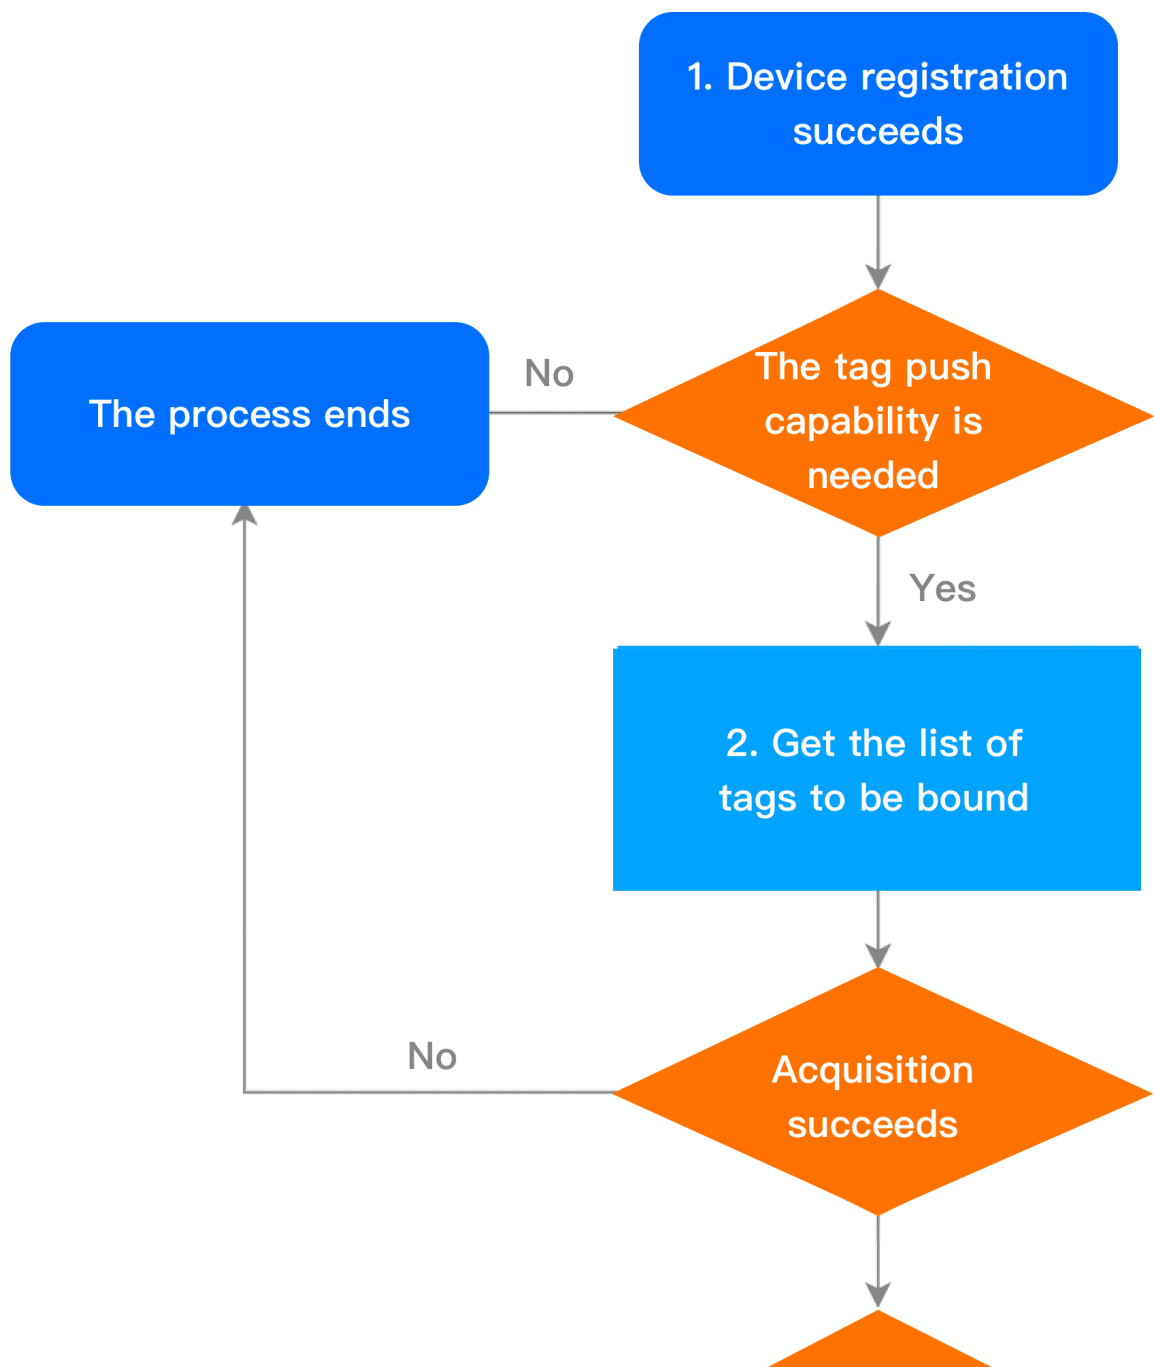 1. Device registration
succeeds
The tag push
capability is
needed
No
The process ends
Yes
2. Get the list of
tags to be bound
Acquisition
succeeds
No